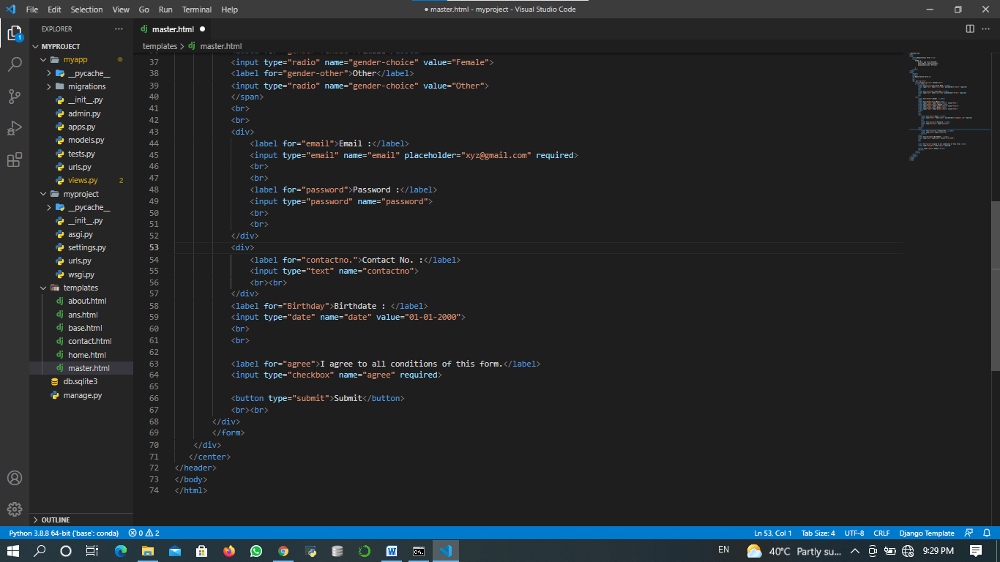 File Edit Selection View Go Run Terminal Help
● master.html - myproject - Visual Studio Code
EXPLORER
MYPROJECT
myapp
__pycache__
migrations
__init__.py
admin.py
apps.py
models.py
tests.py
urls.py
views.py 2
myproject
__pycache__
__init__.py
asgi.py
settings.py
urls.py
wsgi.py
templates
about.html
ans.html
base.html
contact.html
home.html
master.html
db.sqlite3
manage.py
OUTLINE
1
master.html
templates > master.html
37 <input type="radio" name="gender-choice" value="Female">
38 <label for="gender-other">Other</label>
39 <input type="radio" name="gender-choice" value="Other">
40 </span>
41 <br>
42 <br>
43 <div>
44 <label for="email">Email :</label>
45 <input type="email" name="email" placeholder="xyz@gmail.com" required>
46 <br>
47 <br>
48 <label for="password">Password :</label>
49 <input type="password" name="password">
50 <br>
51 <br>
52 </div>
53 <div>
54 <label for="contactno.">Contact No. :</label>
55 <input type="text" name="contactno">
56 <br><br>
57 </div>
58 <label for="Birthday">Birthdate : </label>
59 <input type="date" name="date" value="01-01-2000">
60 <br>
61 <br>
62
63 <label for="agree">I agree to all conditions of this form.</label>
64 <input type="checkbox" name="agree" required>
65
66 <button type="submit">Submit</button>
67 <br><br>
68 </div>
69 </form>
70 </div>
71 </center>
72 </header>
73 </body>
74 </html>
Python 3.8.8 64-bit ('base': conda) 0 2
Ln 53, Col 1 Tab Size: 4 UTF-8 CRLF Django Template
EN 40°C Partly su... 9:29 PM